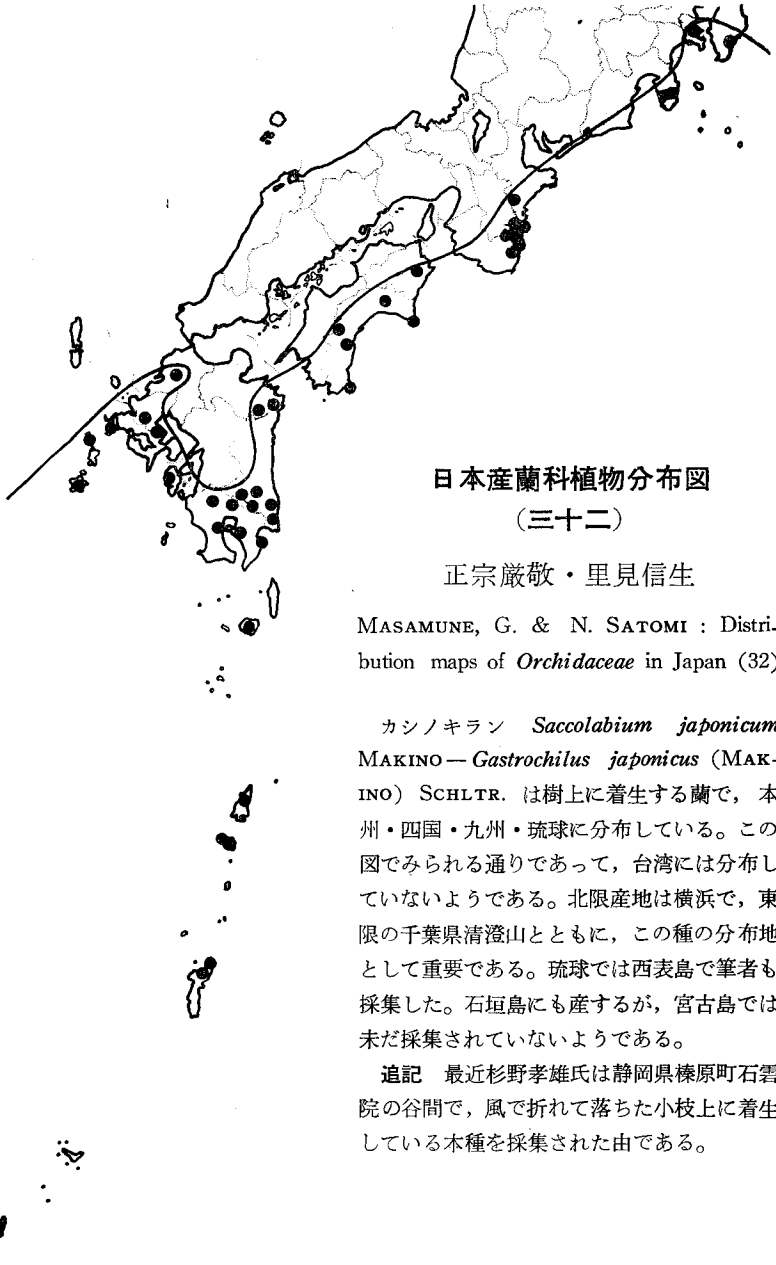 日本産蘭科植物分布図
（三十二）
正宗厳敬・里見信生
MASAMUNE, G. & N. SATOMI : Distri-
bution maps of Orchidaceae in Japan (32)
カシノキラン Saccolabium japonicum
MAKINO—Gastrochilus japonicus (MAK-
INO) SCHLTR. は樹上に着生する蘭で，本
州・四国・九州・琉球に分布している。この
図でみられる通りであって，台湾には分布し
ていないようである。北限産地は横浜で，東
限の千葉県清澄山とともに，この種の分布地
として重要である。琉球では西表島で筆者も
採集した。石垣島にも産するが，宮古島では
未だ採集されていないようである。
追記 最近杉野孝雄氏は静岡県榛原町石雲
院の谷間で，風で折れて落ちた小枝上に着生
している本種を採集された由である。